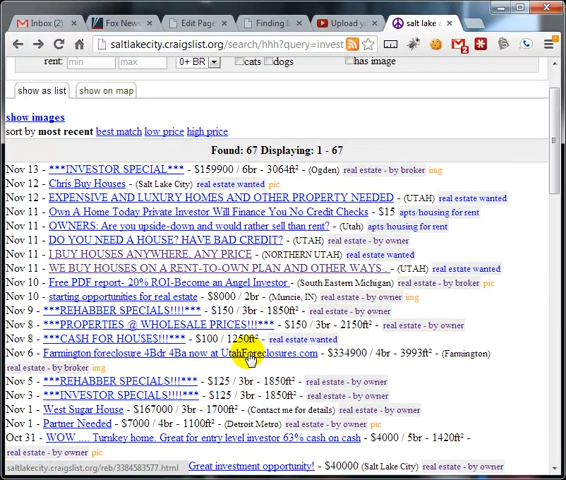 Inbox (2)
Fox News
Edit Page
Finding In
Upload yo
salt lake a
saltlakecity.craigslist.org/search/hhh?query=invest
rent: min max 0+ BR cats dogs has image
show as list show on map
show images
sort by most recent best match low price high price
Found: 67 Displaying: 1 - 67
Nov 13 - ***INVESTOR SPECIAL*** - $159900 / 6br - 3064ft² - (Ogden) real estate - by broker img
Nov 12 - Chris Buy Houses - (Salt Lake City) real estate wanted pic
Nov 12 - EXPENSIVE AND LUXURY HOMES AND OTHER PROPERTY NEEDED - (UTAH) real estate wanted
Nov 11 - Own A Home Today Private Investor Will Finance You No Credit Checks - $15 apts/housing for rent
Nov 11 - OWNERS: Are you upside-down and would rather sell than rent? - (Utah) apts/housing for rent
Nov 11 - DO YOU NEED A HOUSE? HAVE BAD CREDIT? - (UTAH) real estate - by owner
Nov 11 - I BUY HOUSES ANYWHERE, ANY PRICE - (NORTHERN UTAH) real estate wanted
Nov 11 - WE BUY HOUSES ON A RENT-TO-OWN PLAN AND OTHER WAYS... - (UTAH) real estate wanted
Nov 10 - Free PDF report- 20% ROI-Become an Angel Investor - (South Eastern Michigan) real estate - by owner
Nov 10 - starting opportunities for real estate - $8000 / 2br - (Muncie, IN) real estate - by owner img
Nov 9 - ***REHABBER SPECIALS!!!!*** - $150 / 3br - 1850ft² real estate - by owner
Nov 8 - ***PROPERTIES @ WHOLESALE PRICES!!!*** - $150 / 3br - 2150ft² real estate - by owner
Nov 8 - ***CA$H FOR HOUSES!!!*** - $100 / 1250ft² - real estate wanted
Nov 6 - Farmington foreclosure 4Bdr 4Ba now at UtahForeclosures.com - $334900 / 4br - 3993ft² - (Farmington)
real estate - by broker img
Nov 5 - ***REHABBER SPECIALS!!!!*** - $125 / 3br - 1850ft² real estate - by owner
Nov 3 - ***INVESTOR SPECIALS!!!*** - $125 / 3br - 1850ft² real estate - by owner
Nov 1 - West Sugar House - $167000 / 3br - 1700ft² - (Contact me for details) real estate - by owner
Nov 1 - Partner Needed - $7000 / 4br - 1100ft² - (Detroit Metro) real estate - by owner pic
Oct 31 - WOW .... Turnkey home. Great for entry level investor 63% cash on cash - $4000 / 5br - 1420ft² -
real estate - by owner pic
saltlakecity.craigslist.org/reb/3384583577.html
Great investment opportunity! - $40000 (Salt Lake City) real estate - by owner